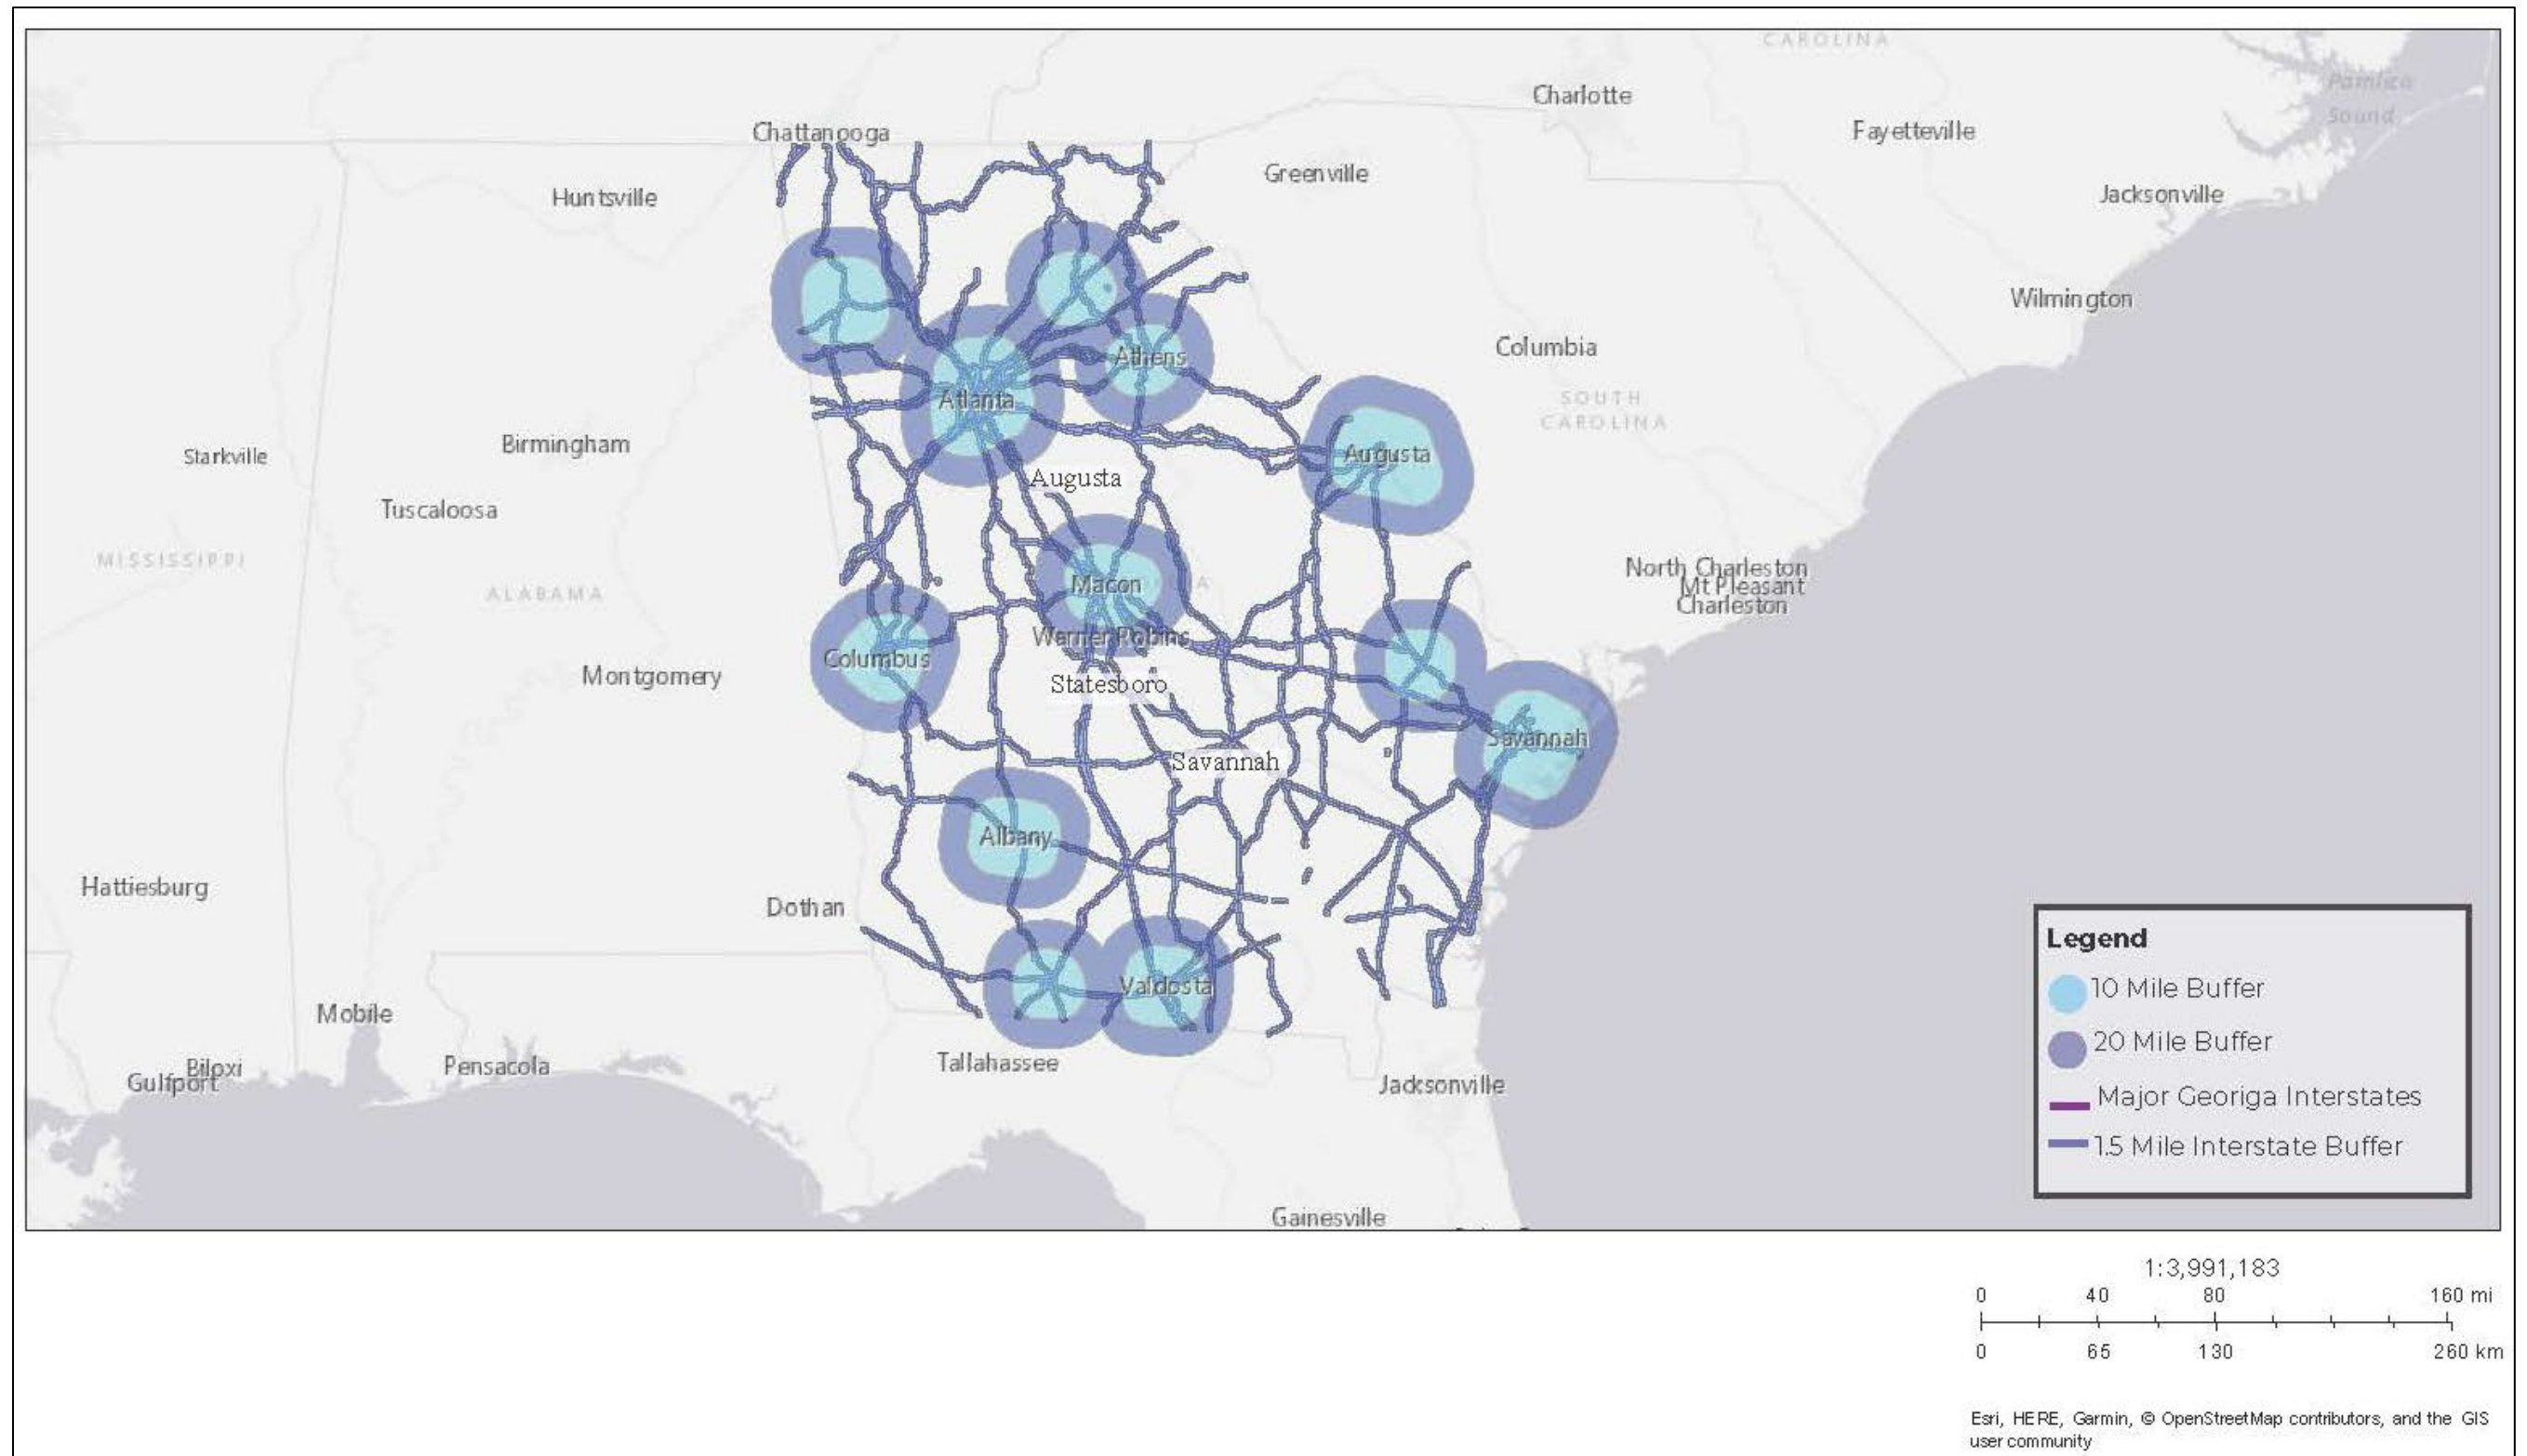 CAROLINA
Charlotte
Pamlico
Sound
Fayetteville
Chattanooga
Greenville
Huntsville
Jacksonville
Wilmington
Athens
Columbia
Atlanta
SOUTH
CAROLINA
Birmingham
Starkville
Augusta
Augusta
Tuscaloosa
MISSISSIPPI
ALABAMA
Macon
North Charleston
Mt Pleasant
Charleston
Warner Robins
Columbus
Montgomery
Statesboro
Savannah
Savannah
Albany
Hattiesburg
Dothan
Valdosta
Mobile
Biloxi
Gulfport
Pensacola
Tallahassee
Jacksonville
Gainesville
Legend
10 Mile Buffer
20 Mile Buffer
Major Georiga Interstates
1.5 Mile Interstate Buffer
1:3,991,183
0 40 80 160 mi
0 65 130 260 km
Esri, HERE, Garmin, © OpenStreetMap contributors, and the GIS
user community